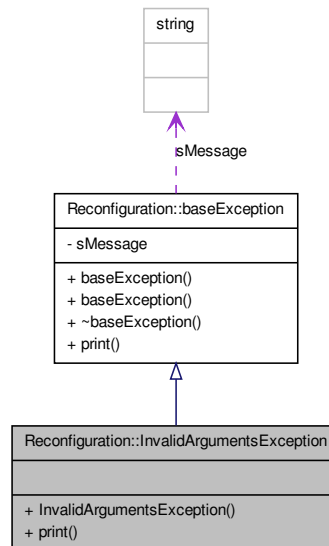 string
sMessage
Reconfiguration::baseException
- sMessage
+ baseException()
+ baseException()
+ ~baseException()
+ print()
Reconfiguration::InvalidArgumentsException
+ InvalidArgumentsException()
+ print()